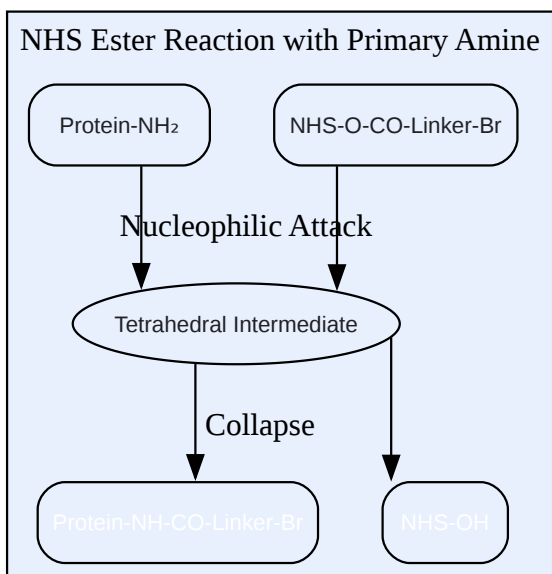 NHS Ester Reaction with Primary Amine
Protein-NH₂
NHS-O-CO-Linker-Br
Nucleophilic Attack
Tetrahedral Intermediate
Collapse
Protein-NH-CO-Linker-Br
NHS-OH